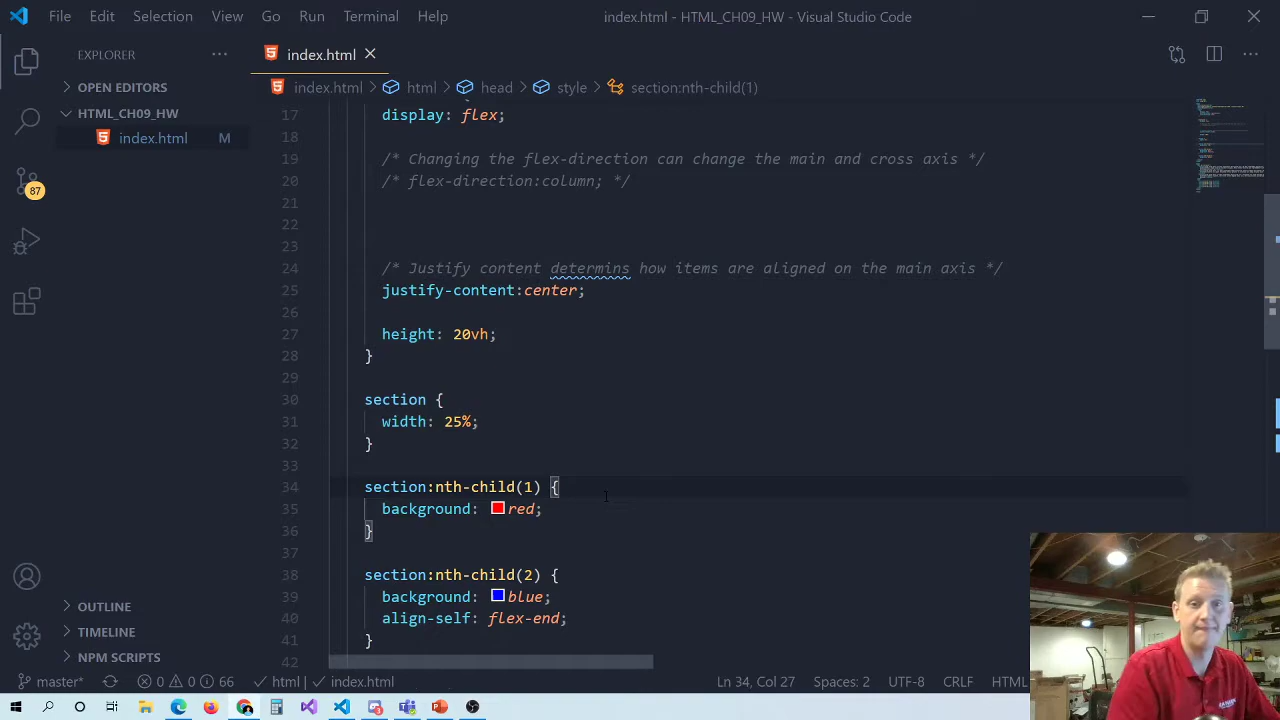 File Edit Selection View Go Run Terminal Help index.html - HTML_CH09_HW - Visual Studio Code
EXPLORER
index.html
OPEN EDITORS
HTML_CH09_HW
index.html M
index.html > html > head > style > section:nth-child(1)
17 display: flex;
18
19 /* Changing the flex-direction can change the main and cross axis */
20 /* flex-direction:column; */
21
22
23
24 /* Justify content determins how items are aligned on the main axis */
25 justify-content:center;
26
27 height: 20vh;
28 }
29
30 section {
31 width: 25%;
32 }
33
34 section:nth-child(1) {
35 background: red;
36 }
37
38 section:nth-child(2) {
39 background: blue;
40 align-self: flex-end;
41 }
42
87
OUTLINE
TIMELINE
NPM SCRIPTS
master* 0 0 66 html index.html Ln 34, Col 27 Spaces: 2 UTF-8 CRLF HTML